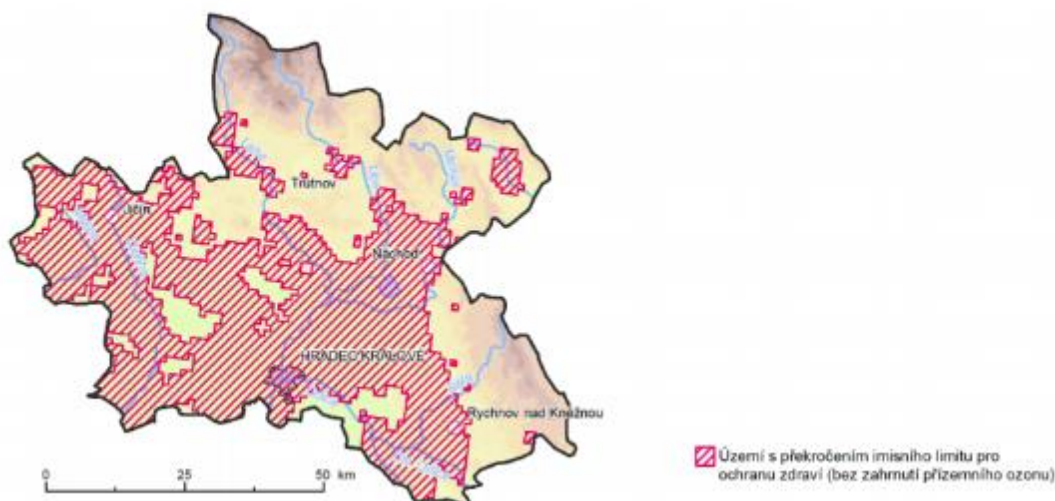 Trutnov
Jičín
Náchod
HRADEC KRÁLOVÉ
Rychnov nad Kněžnou
0 25 50 km
Území s překročením imisního limitu pro
ochranu zdraví (bez zahrnutí přízemního ozonu)